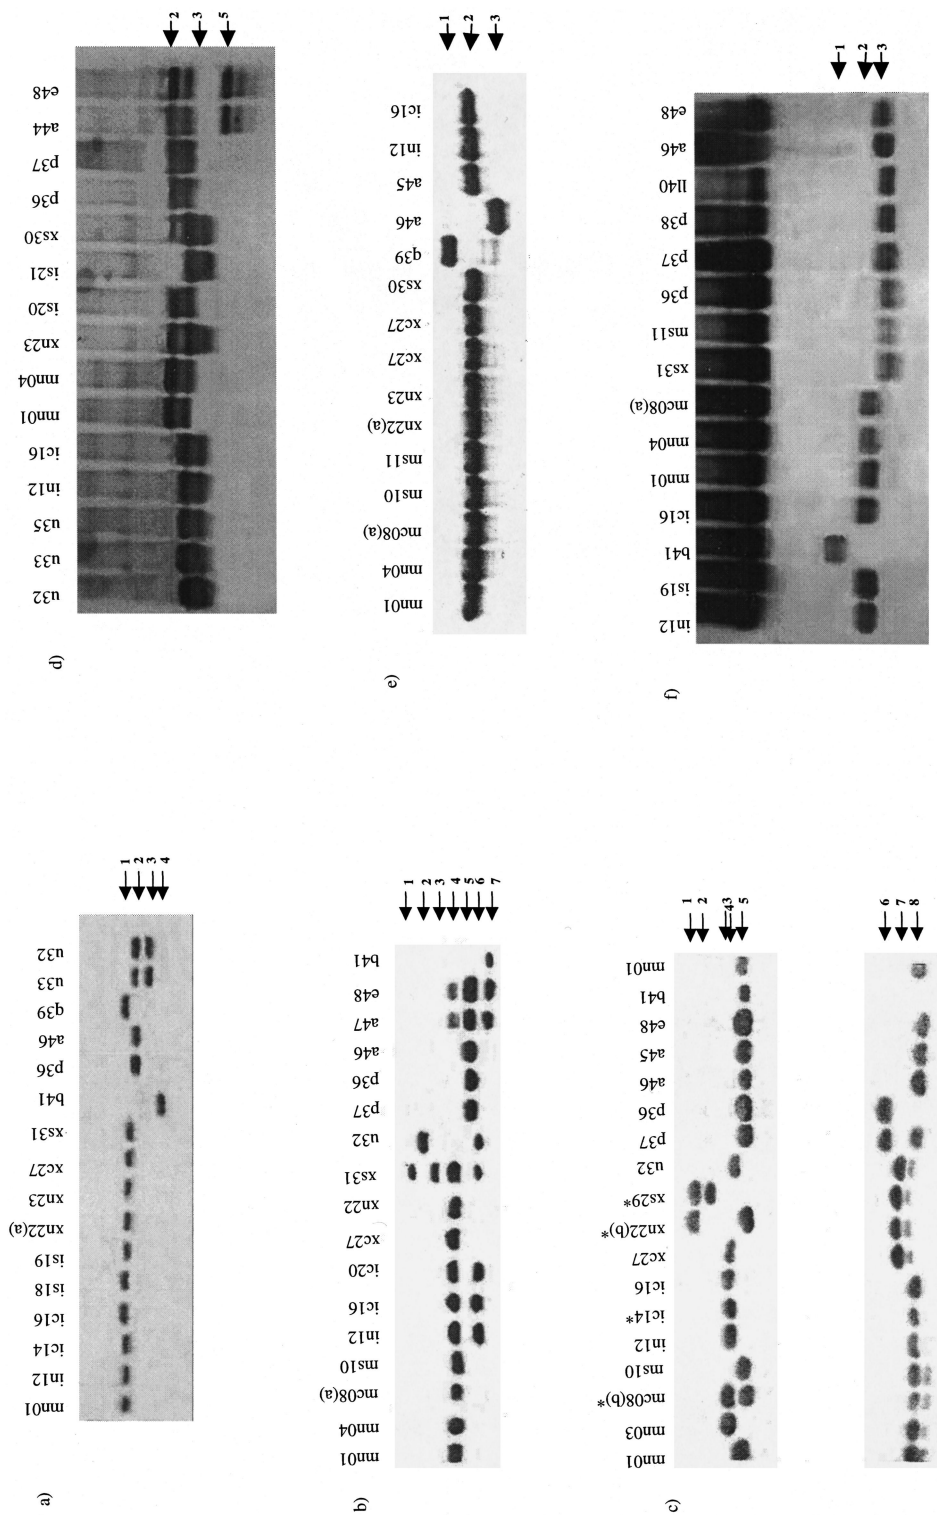 a)
mn01
in12
ic14
ic16
is18
is19
xn22(a)
xn23
xc27
xs31
b41
p36
a46
q39
u33
u32
1
2
3
4
b)
mn01
mn04
mc08(a)
ms10
in12
ic16
ic20
xc27
xn22
xs31
u32
p37
p36
a46
a47
e48
b41
1
2
3
4
5
6
7
c)
mn01
mn03
mc08(b)*
ms10
in12
ic14*
ic16
xc27
xn22(b)*
xs29*
u32
p37
p36
a46
a45
e48
b41
mn01
1
2
43
5
6
7
8
d)
u32
u33
u35
in12
ic16
mn01
mn04
xn23
is20
is21
xs30
p36
p37
a44
e48
2
3
5
e)
mn01
mn04
mc08(a)
ms10
ms11
xn22(a)
xn23
xc27
xc27
xs30
q39
a46
a45
in12
ic16
1
2
3
f)
in12
is19
b41
ic16
mn01
mn04
mc08(a)
xs31
ms11
p36
p37
p38
ll40
a46
e48
1
2
3